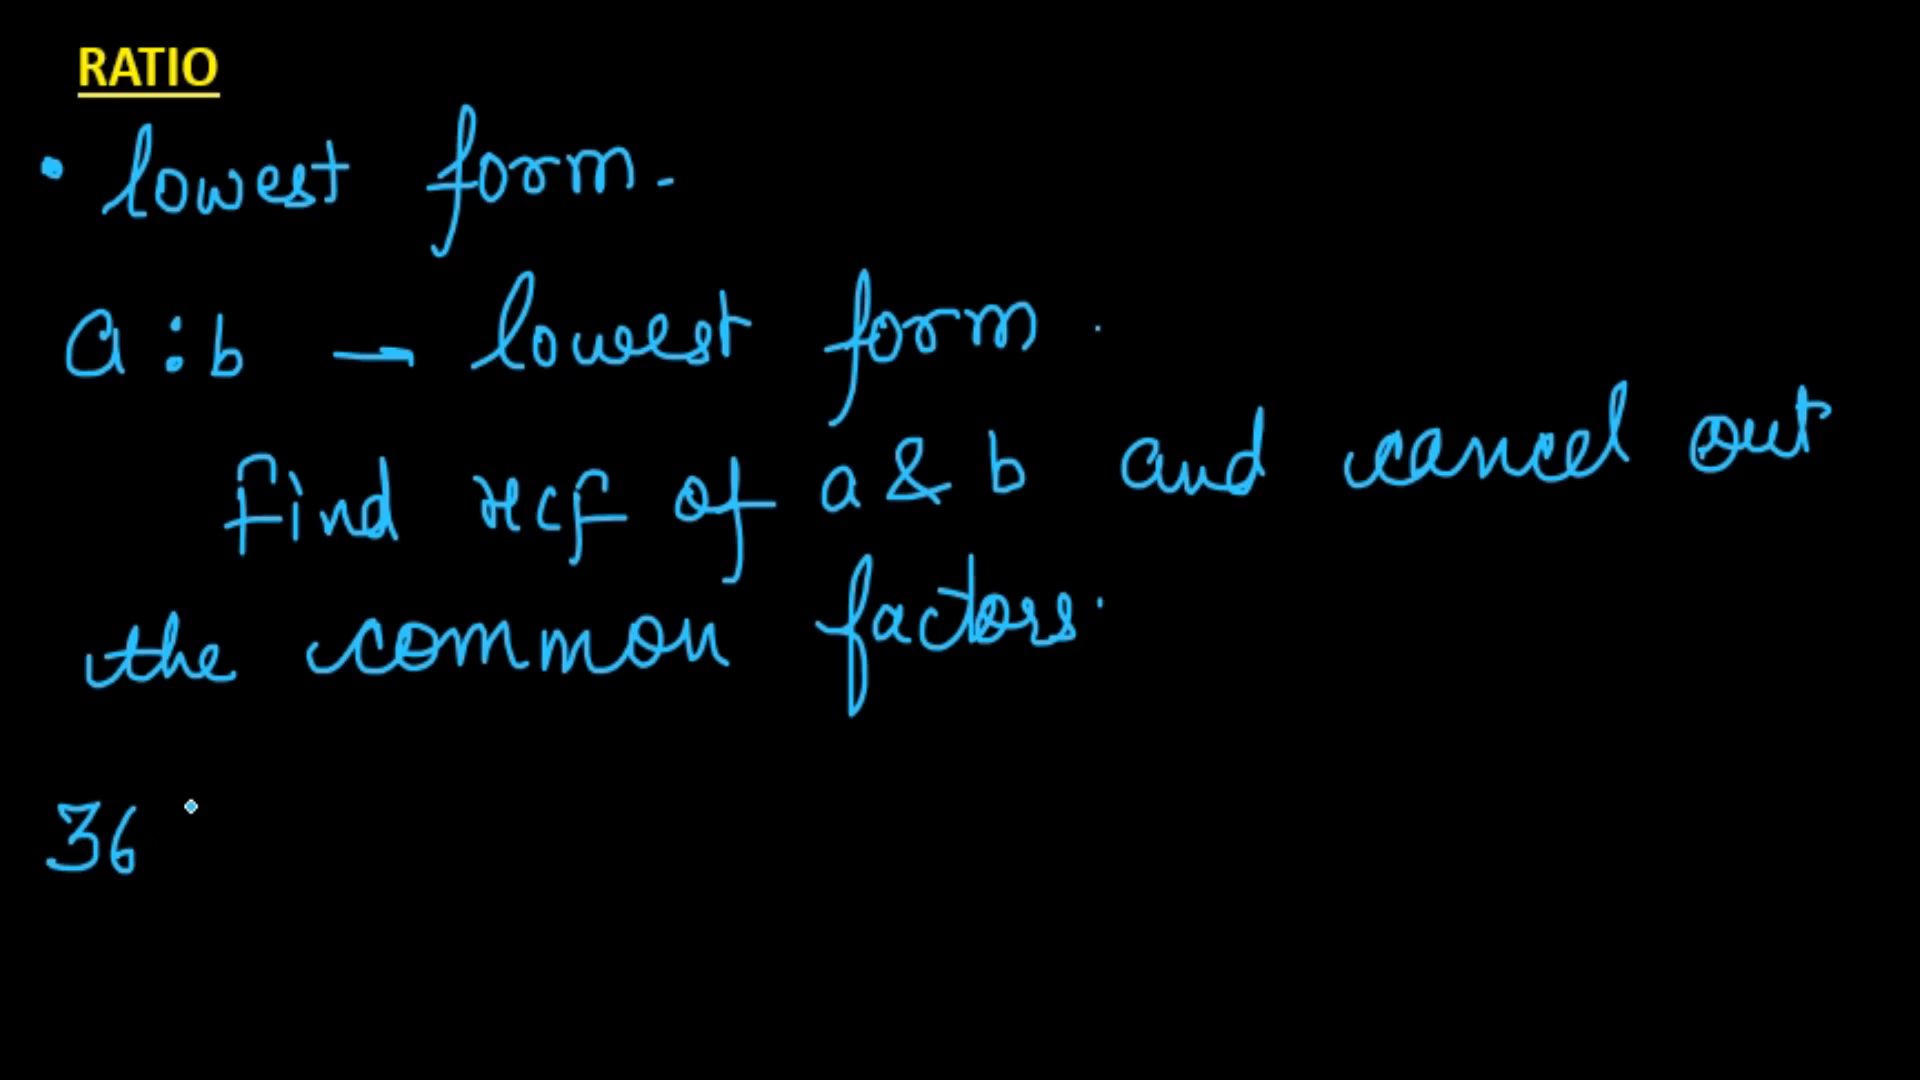 RATIO
• lowest form.
a : b — lowest form.
find HCF of a & b and cancel out
the common factors.
36